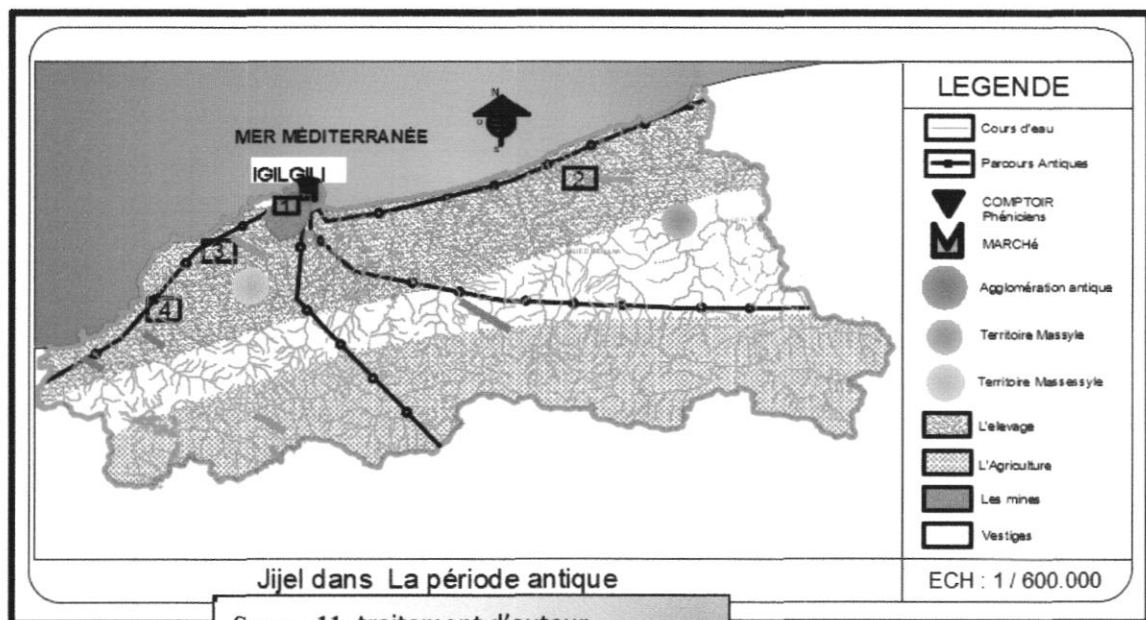 N
O
S
MER MÈDITERRANÉE
IGILGILI
1
2
3
4
LEGENDE
Cours d'eau
Parcours Antiques
COMPTOIR
Phéniciens
MARCHé
Agglomération antique
Territoire Massyle
Territoire Massessyle
L'elevage
L'Agriculture
Les mines
Vestiges
Jijel dans La période antique
ECH : 1 / 600.000
11 traitement d'auteur